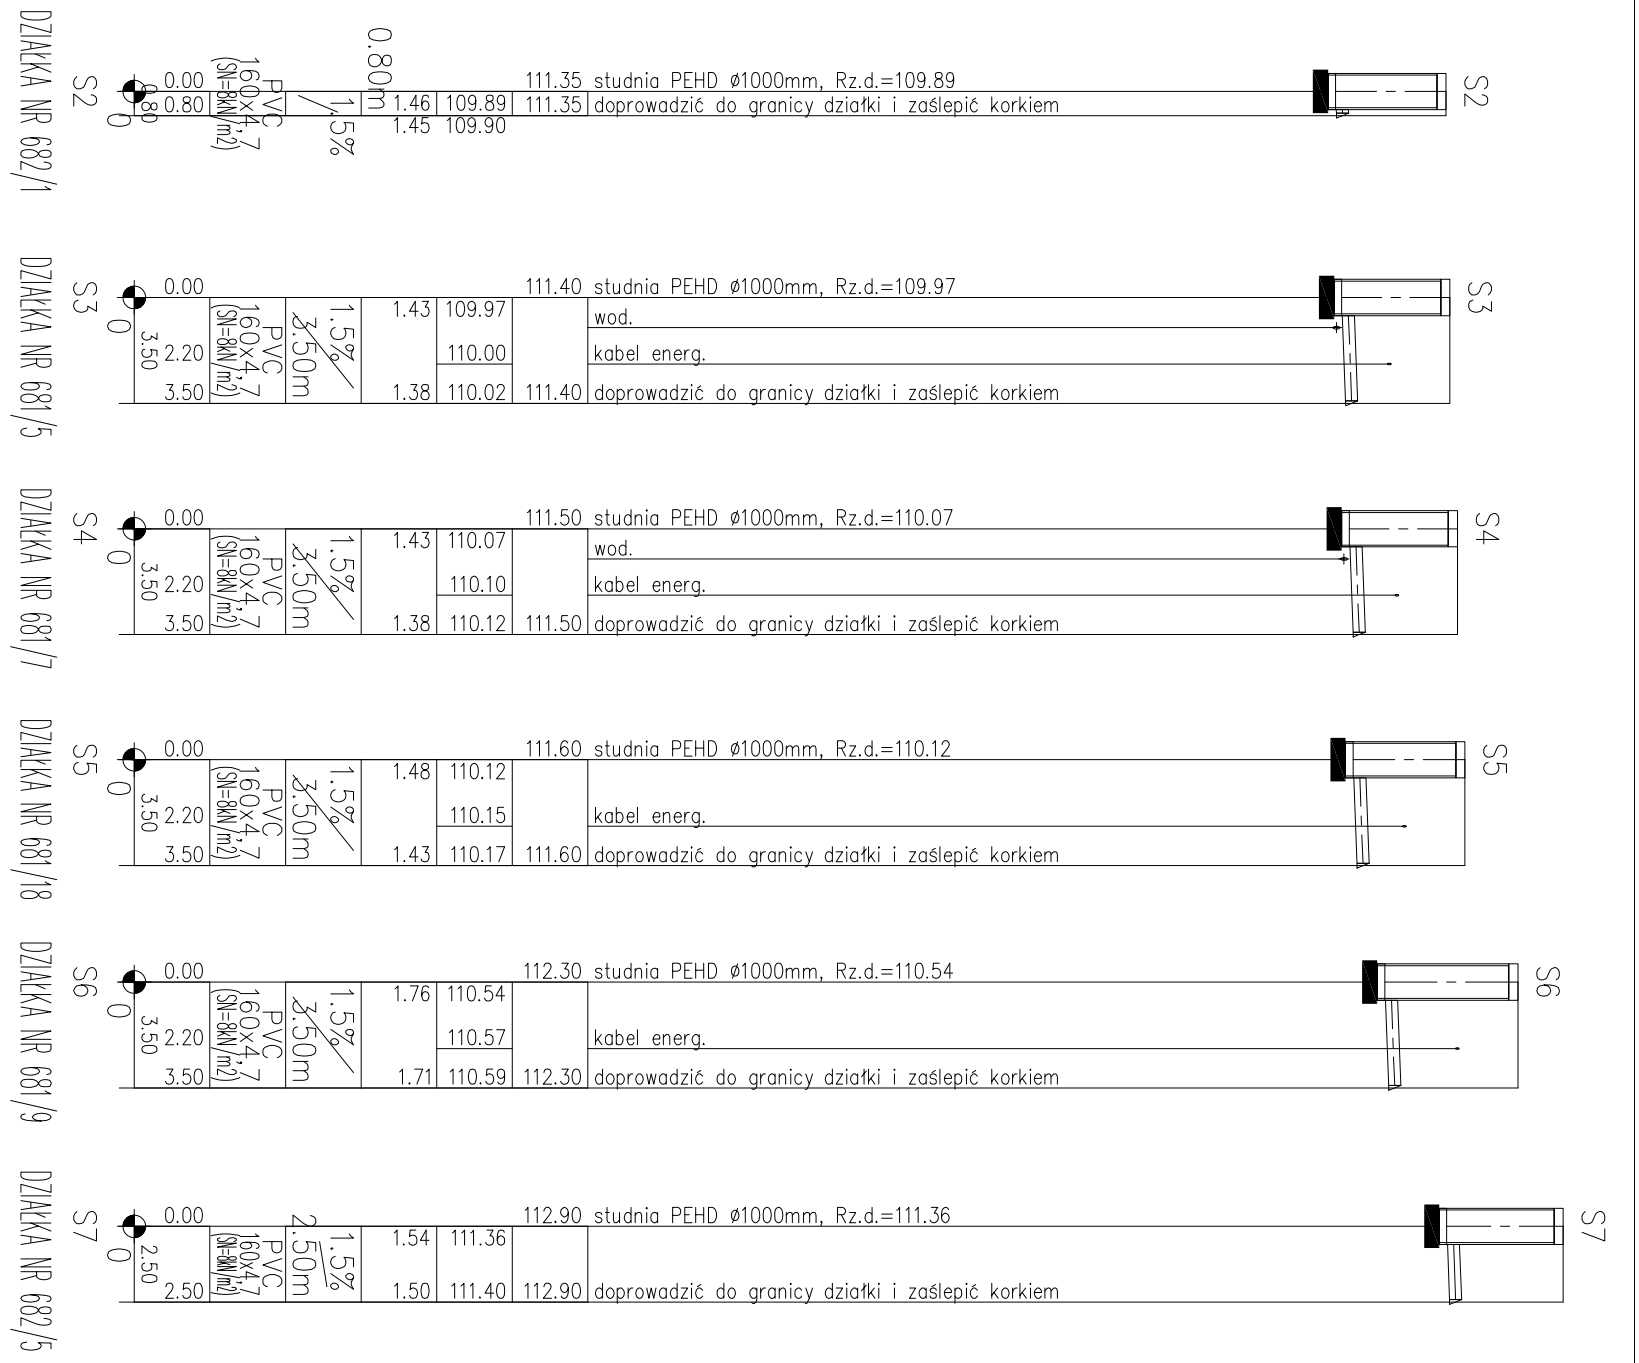 DZIAŁKA NR 682/1
S2
0
0.80
0.00
0.80
PVC
160x4,7
(SN=8kN/m2)
1.5%
0.80m
1.46 109.89 111.35
1.45 109.90
111.35 studnia PEHD ø1000mm, Rz.d.=109.89
doprowadzić do granicy działki i zaślepić korkiem
S2
DZIAŁKA NR 681/5
S3
0
3.50
0.00
2.20
3.50
PVC
160x4,7
(SN=8kN/m2)
1.5%
3.50m
111.40 studnia PEHD ø1000mm, Rz.d.=109.97
1.43 109.97
wod.
110.00
kabel energ.
1.38 110.02 111.40 doprowadzić do granicy działki i zaślepić korkiem
S3
DZIAŁKA NR 681/7
S4
0
3.50
0.00
2.20
3.50
PVC
160x4,7
(SN=8kN/m2)
1.5%
3.50m
111.50 studnia PEHD ø1000mm, Rz.d.=110.07
1.43 110.07
wod.
110.10
kabel energ.
1.38 110.12 111.50 doprowadzić do granicy działki i zaślepić korkiem
S4
DZIAŁKA NR 681/18
S5
0
3.50
0.00
2.20
3.50
PVC
160x4,7
(SN=8kN/m2)
1.5%
3.50m
111.60 studnia PEHD ø1000mm, Rz.d.=110.12
1.48 110.12
110.15
kabel energ.
1.43 110.17 111.60 doprowadzić do granicy działki i zaślepić korkiem
S5
DZIAŁKA NR 681/9
S6
0
3.50
0.00
2.20
3.50
PVC
160x4,7
(SN=8kN/m2)
1.5%
3.50m
112.30 studnia PEHD ø1000mm, Rz.d.=110.54
1.76 110.54
110.57
kabel energ.
1.71 110.59 112.30 doprowadzić do granicy działki i zaślepić korkiem
S6
DZIAŁKA NR 682/5
S7
0
2.50
0.00
2.50
PVC
160x4,7
(SN=8kN/m2)
1.5%
2.50m
112.90 studnia PEHD ø1000mm, Rz.d.=111.36
1.54 111.36
1.50 111.40 112.90 doprowadzić do granicy działki i zaślepić korkiem
S7